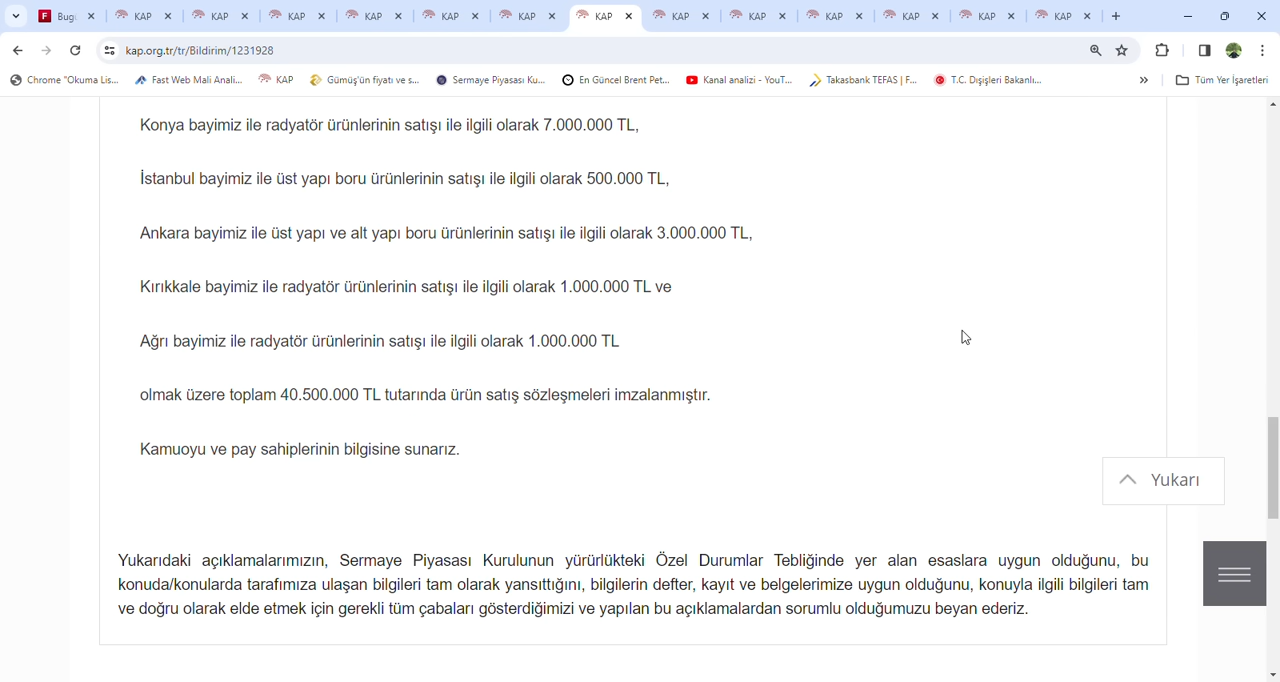 Bugü
KAP
KAP
KAP
KAP
KAP
KAP
KAP
KAP
KAP
KAP
KAP
KAP
KAP
kap.org.tr/tr/Bildirim/1231928
Chrome "Okuma Lis...
Fast Web Mali Anali...
KAP
Gümüş'ün fiyatı ve s...
Sermaye Piyasası Ku...
En Güncel Brent Pet...
Kanal analizi - YouT...
Takasbank TEFAS | F...
T.C. Dışişleri Bakanlı...
Tüm Yer İşaretleri
Konya bayimiz ile radyatör ürünlerinin satışı ile ilgili olarak 7.000.000 TL,
İstanbul bayimiz ile üst yapı boru ürünlerinin satışı ile ilgili olarak 500.000 TL,
Ankara bayimiz ile üst yapı ve alt yapı boru ürünlerinin satışı ile ilgili olarak 3.000.000 TL,
Kırıkkale bayimiz ile radyatör ürünlerinin satışı ile ilgili olarak 1.000.000 TL ve
Ağrı bayimiz ile radyatör ürünlerinin satışı ile ilgili olarak 1.000.000 TL
olmak üzere toplam 40.500.000 TL tutarında ürün satış sözleşmeleri imzalanmıştır.
Kamuoyu ve pay sahiplerinin bilgisine sunarız.
Yukarı
Yukarıdaki açıklamalarımızın, Sermaye Piyasası Kurulunun yürürlükteki Özel Durumlar Tebliğinde yer alan esaslara uygun olduğunu, bu
konuda/konularda tarafımıza ulaşan bilgileri tam olarak yansıttığını, bilgilerin defter, kayıt ve belgelerimize uygun olduğunu, konuyla ilgili bilgileri tam
ve doğru olarak elde etmek için gerekli tüm çabaları gösterdiğimizi ve yapılan bu açıklamalardan sorumlu olduğumuzu beyan ederiz.